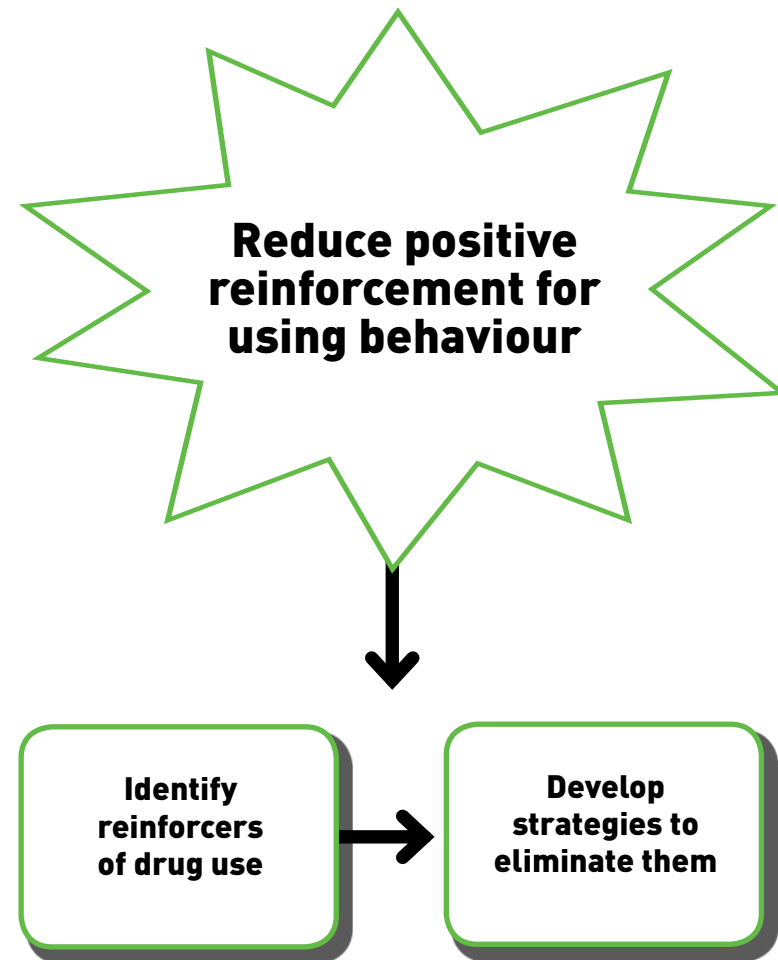 Reduce positive
reinforcement for
using behaviour
Identify
reinforcers
of drug use
Develop
strategies to
eliminate them